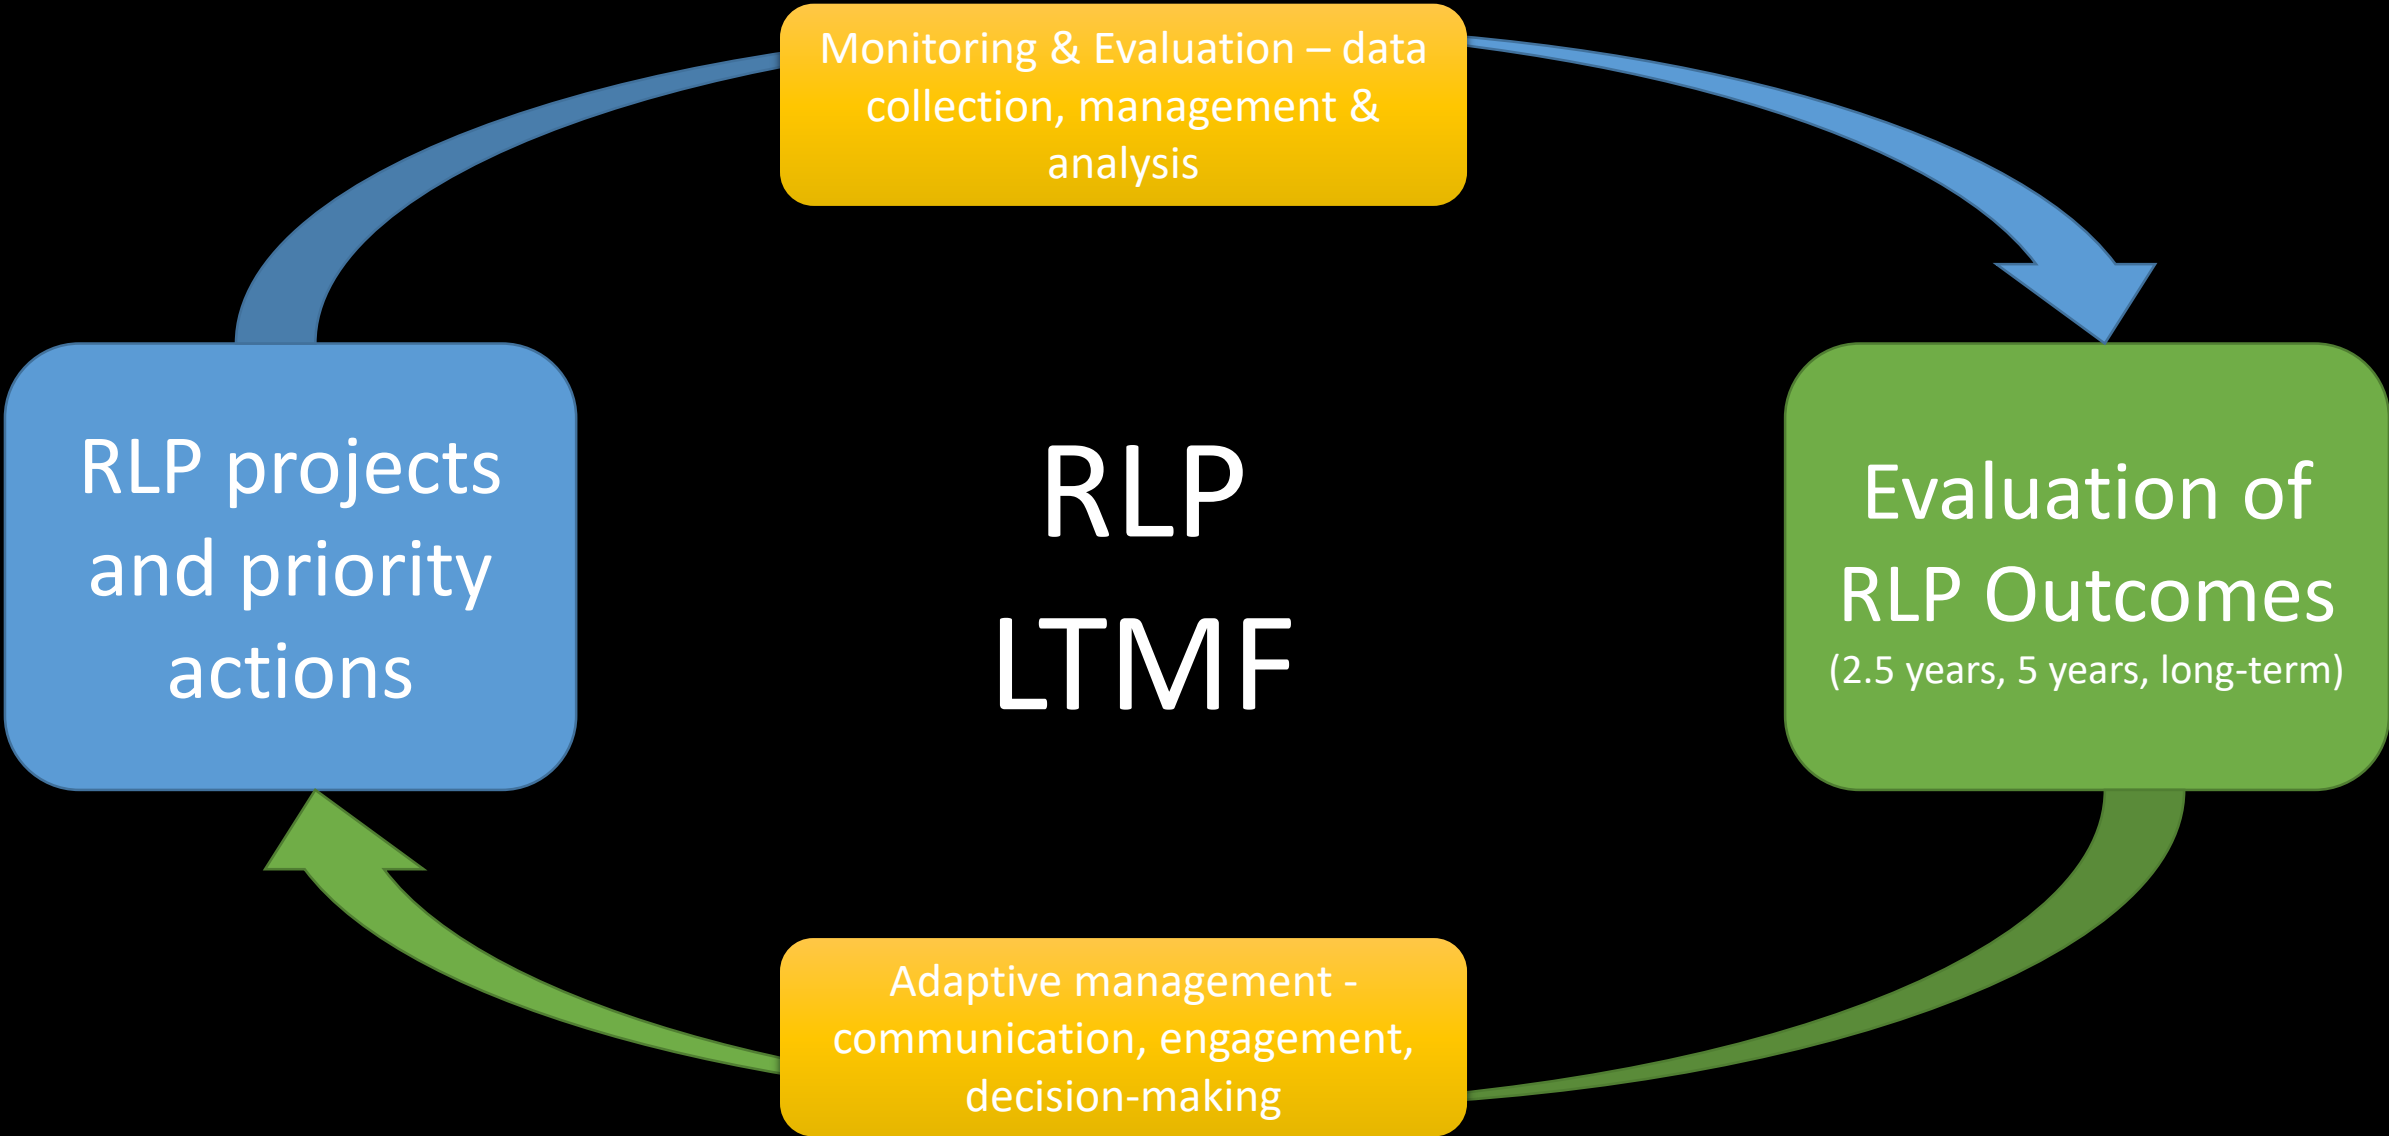 Monitoring & Evaluation – data
collection, management &
analysis
RLP projects
and priority
actions
RLP
LTMF
Evaluation of
RLP Outcomes
(2.5 years, 5 years, long-term)
Adaptive management -
communication, engagement,
decision-making